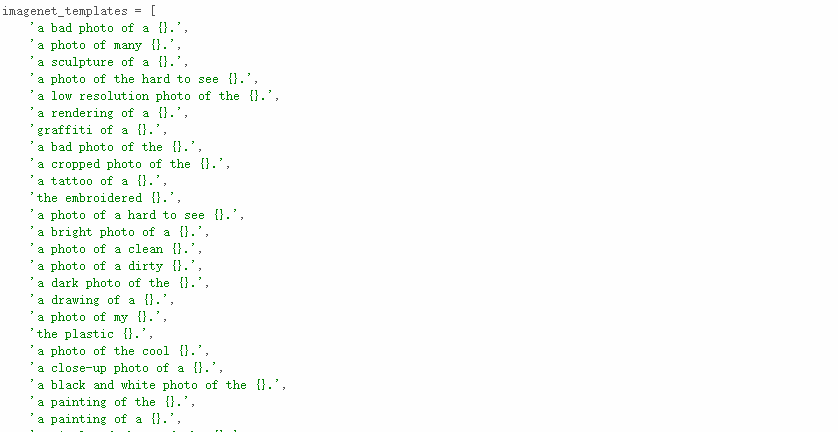 imagenet_templates = [
    'a bad photo of a {}.',
    'a photo of many {}.',
    'a sculpture of a {}.',
    'a photo of the hard to see {}.',
    'a low resolution photo of the {}.',
    'a rendering of a {}.',
    'graffiti of a {}.',
    'a bad photo of the {}.',
    'a cropped photo of the {}.',
    'a tattoo of a {}.',
    'the embroidered {}.',
    'a photo of a hard to see {}.',
    'a bright photo of a {}.',
    'a photo of a clean {}.',
    'a photo of a dirty {}.',
    'a dark photo of the {}.',
    'a drawing of a {}.',
    'a photo of my {}.',
    'the plastic {}.',
    'a photo of the cool {}.',
    'a close-up photo of a {}.',
    'a black and white photo of the {}.',
    'a painting of the {}.',
    'a painting of a {}.',